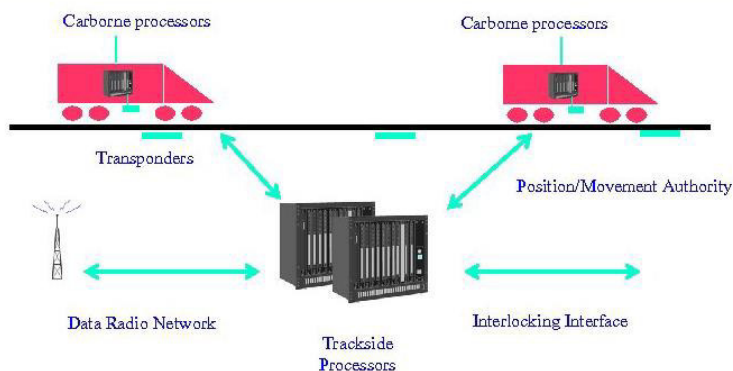 Carborne processors
Carborne processors
Transponders
Position/Movement Authority
Data Radio Network
Interlocking Interface
Trackside
Processors